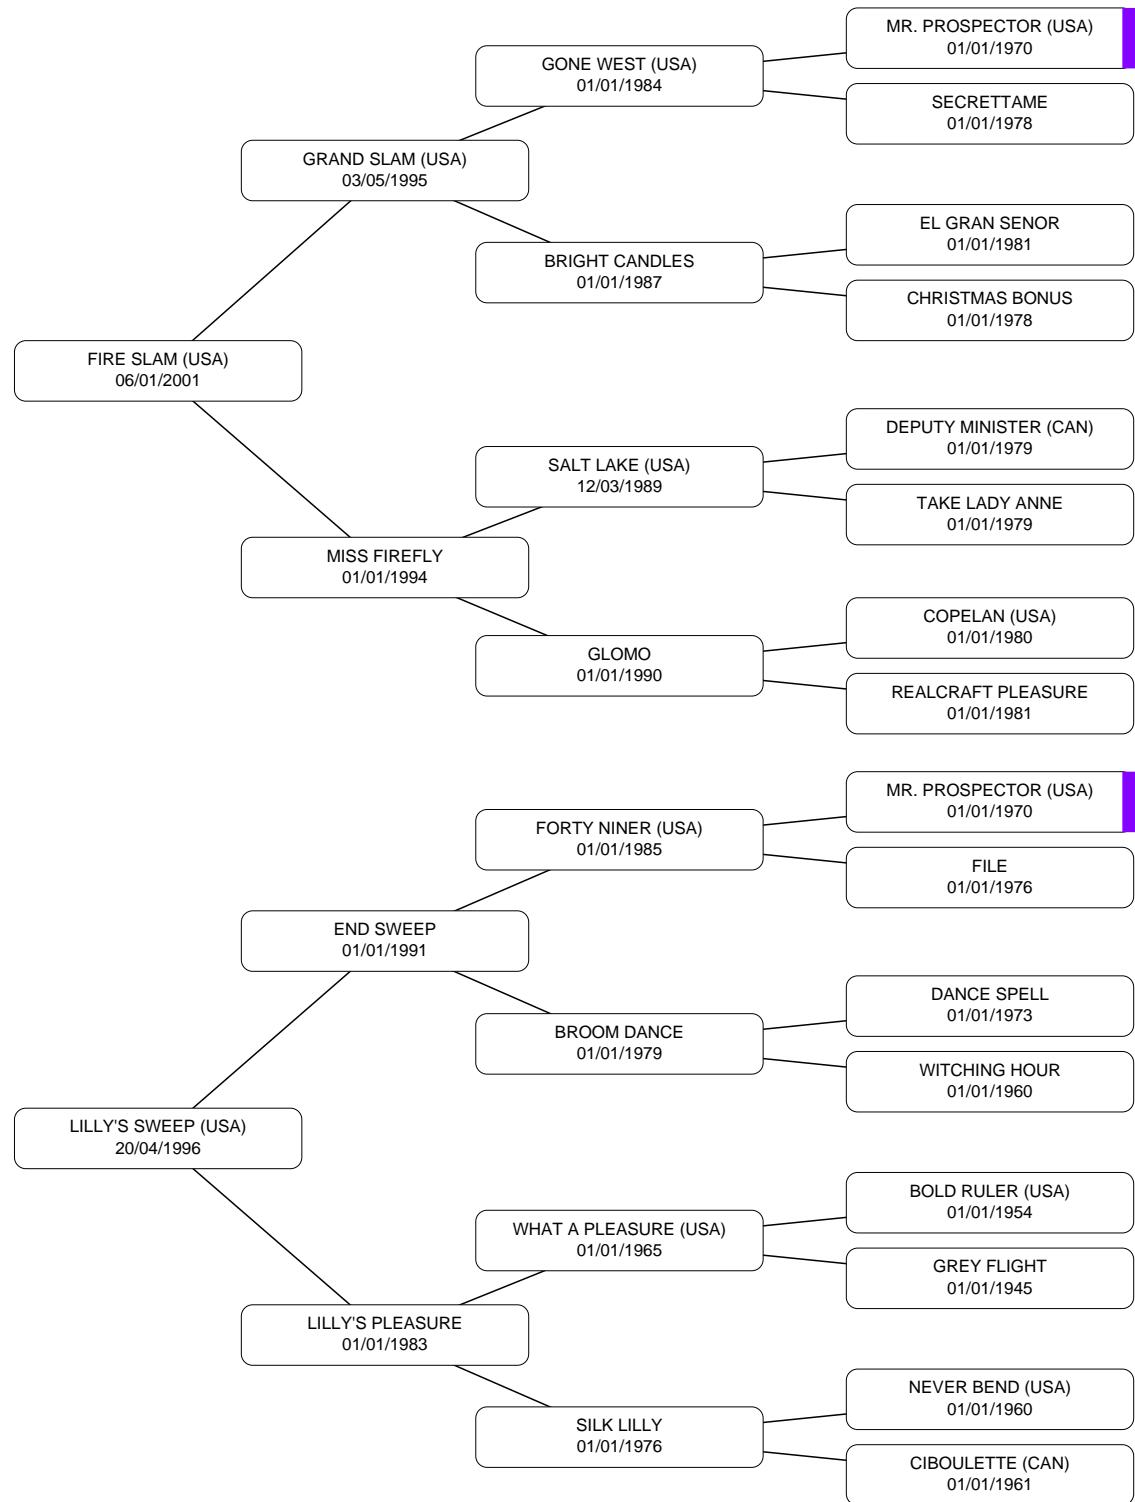 MR. PROSPECTOR (USA)
01/01/1970
GONE WEST (USA)
01/01/1984
SECRETTAME
01/01/1978
GRAND SLAM (USA)
03/05/1995
EL GRAN SENOR
01/01/1981
BRIGHT CANDLES
01/01/1987
CHRISTMAS BONUS
01/01/1978
FIRE SLAM (USA)
06/01/2001
DEPUTY MINISTER (CAN)
01/01/1979
SALT LAKE (USA)
12/03/1989
TAKE LADY ANNE
01/01/1979
MISS FIREFLY
01/01/1994
COPELAN (USA)
01/01/1980
GLOMO
01/01/1990
REALCRAFT PLEASURE
01/01/1981
MR. PROSPECTOR (USA)
01/01/1970
FORTY NINER (USA)
01/01/1985
FILE
01/01/1976
END SWEEP
01/01/1991
DANCE SPELL
01/01/1973
BROOM DANCE
01/01/1979
WITCHING HOUR
01/01/1960
LILLY'S SWEEP (USA)
20/04/1996
BOLD RULER (USA)
01/01/1954
WHAT A PLEASURE (USA)
01/01/1965
GREY FLIGHT
01/01/1945
LILLY'S PLEASURE
01/01/1983
NEVER BEND (USA)
01/01/1960
SILK LILLY
01/01/1976
CIBOULETTE (CAN)
01/01/1961